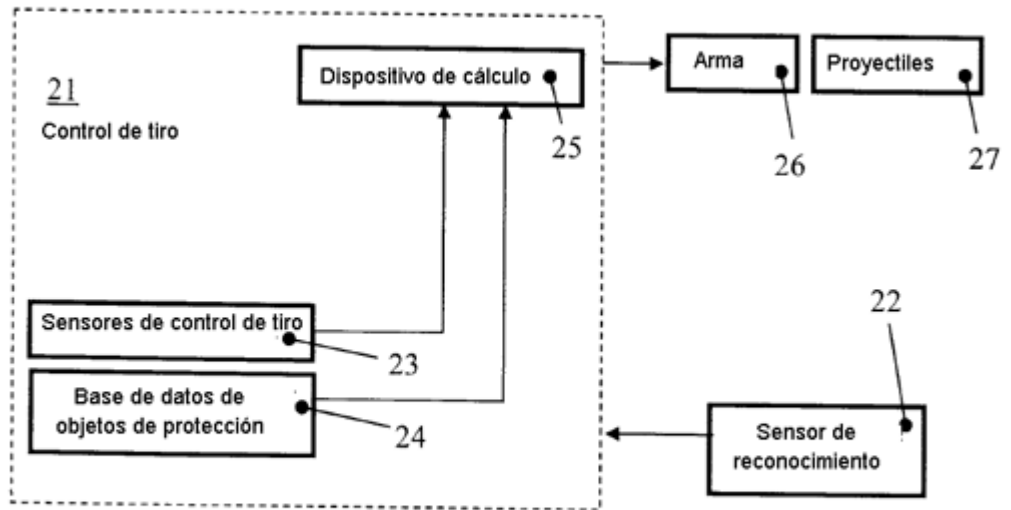 21
Control de tiro
Dispositivo de cálculo
25
Arma
26
Proyectiles
27
Sensores de control de tiro
23
Base de datos de
objetos de protección
24
22
Sensor de
reconocimiento